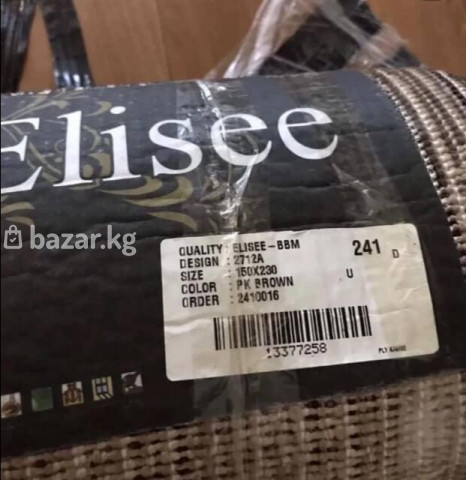 Elisee
bazar.kg
QUALITY : ELISEE-BBM
241 D
DESIGN : 2712A
SIZE : 150X230
U
COLOR : PK BROWN
ORDER : 2410016
13377258